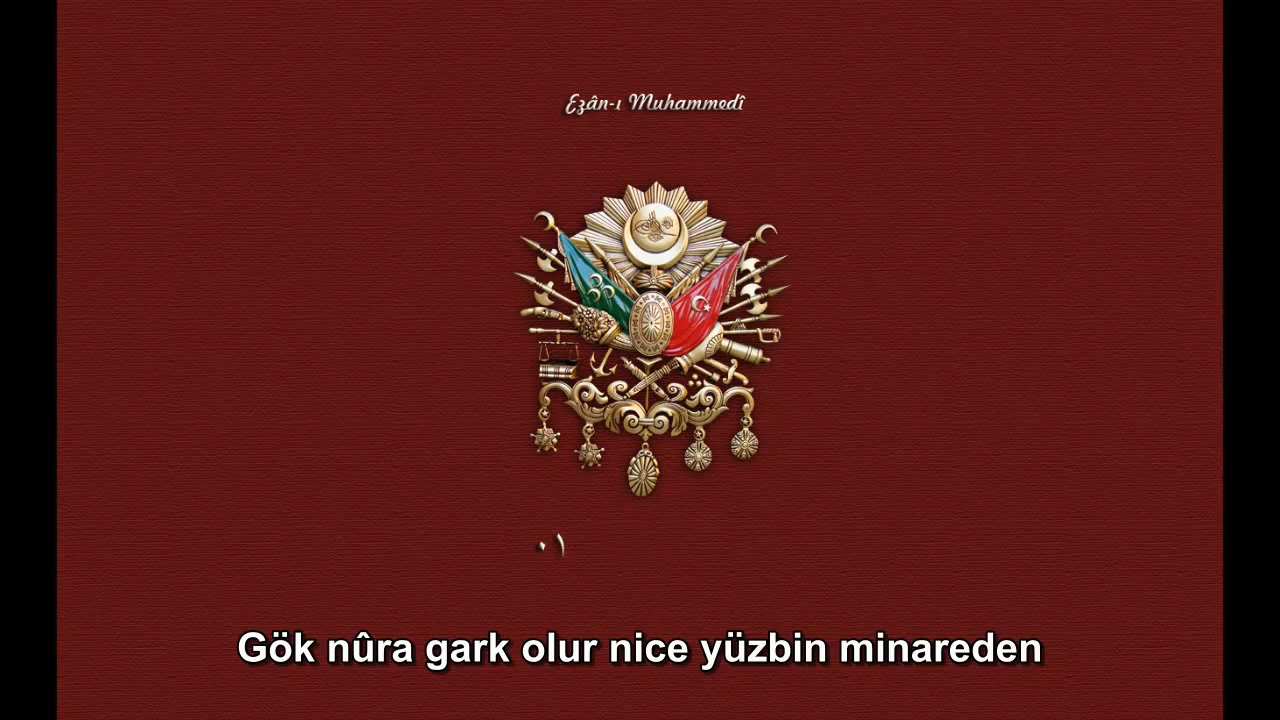 Ezân-ı Muhammedî
٠١
Gök nûra gark olur nice yüzbin minareden